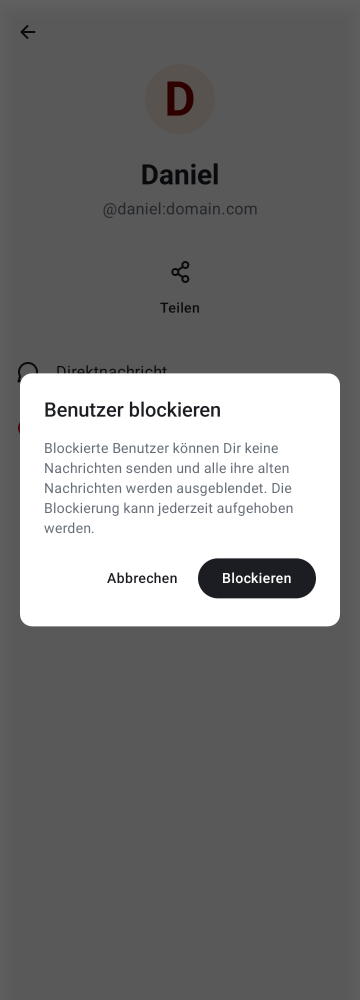 D
Daniel
@daniel:domain.com
Teilen
Direktnachricht
Benutzer blockieren
Blockierte Benutzer können Dir keine
Nachrichten senden und alle ihre alten
Nachrichten werden ausgeblendet. Die
Blockierung kann jederzeit aufgehoben
werden.
Abbrechen
Blockieren